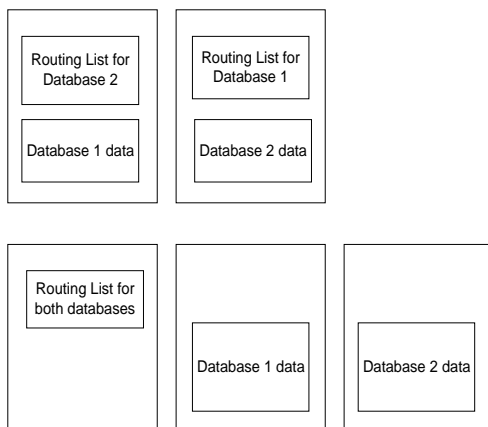 Routing List for
Database 2
Database 1 data
Routing List for
Database 1
Database 2 data
Routing List for
both databases
Database 1 data
Database 2 data